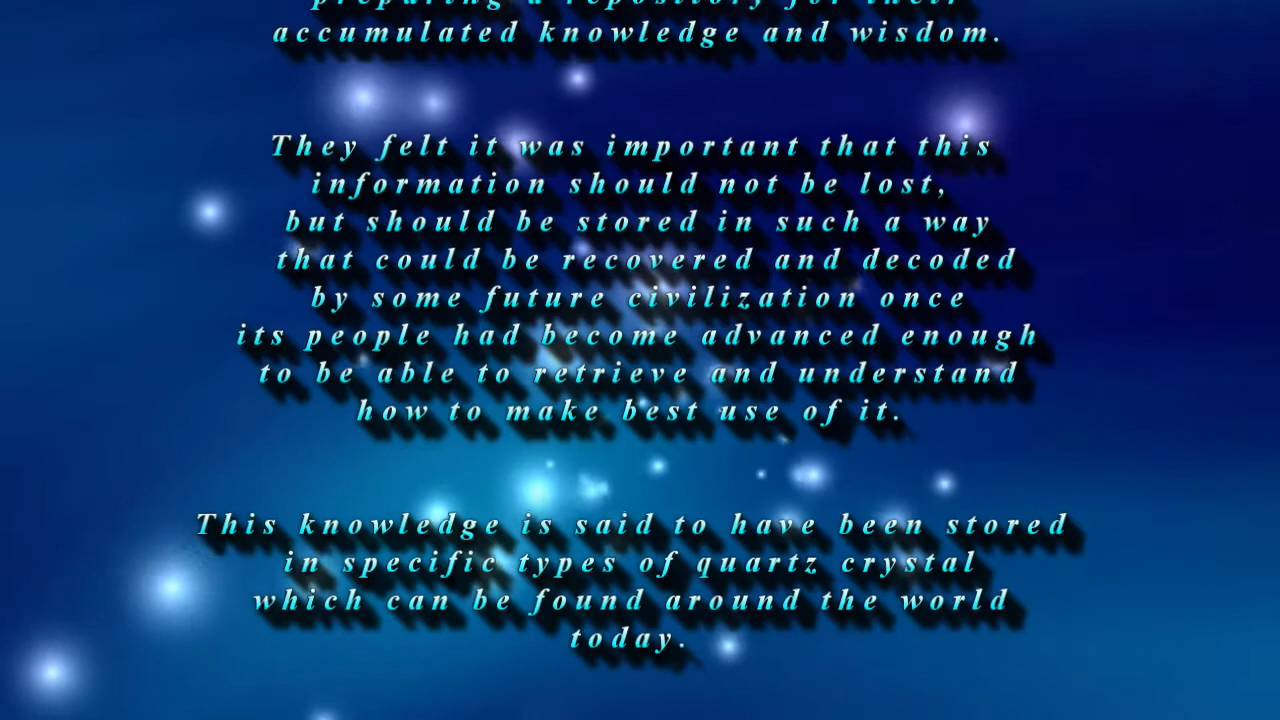 preparing a repository for their
accumulated knowledge and wisdom.
They felt it was important that this
information should not be lost,
but should be stored in such a way
that could be recovered and decoded
by some future civilization once
its people had become advanced enough
to be able to retrieve and understand
how to make best use of it.
This knowledge is said to have been stored
in specific types of quartz crystal
which can be found around the world
today.